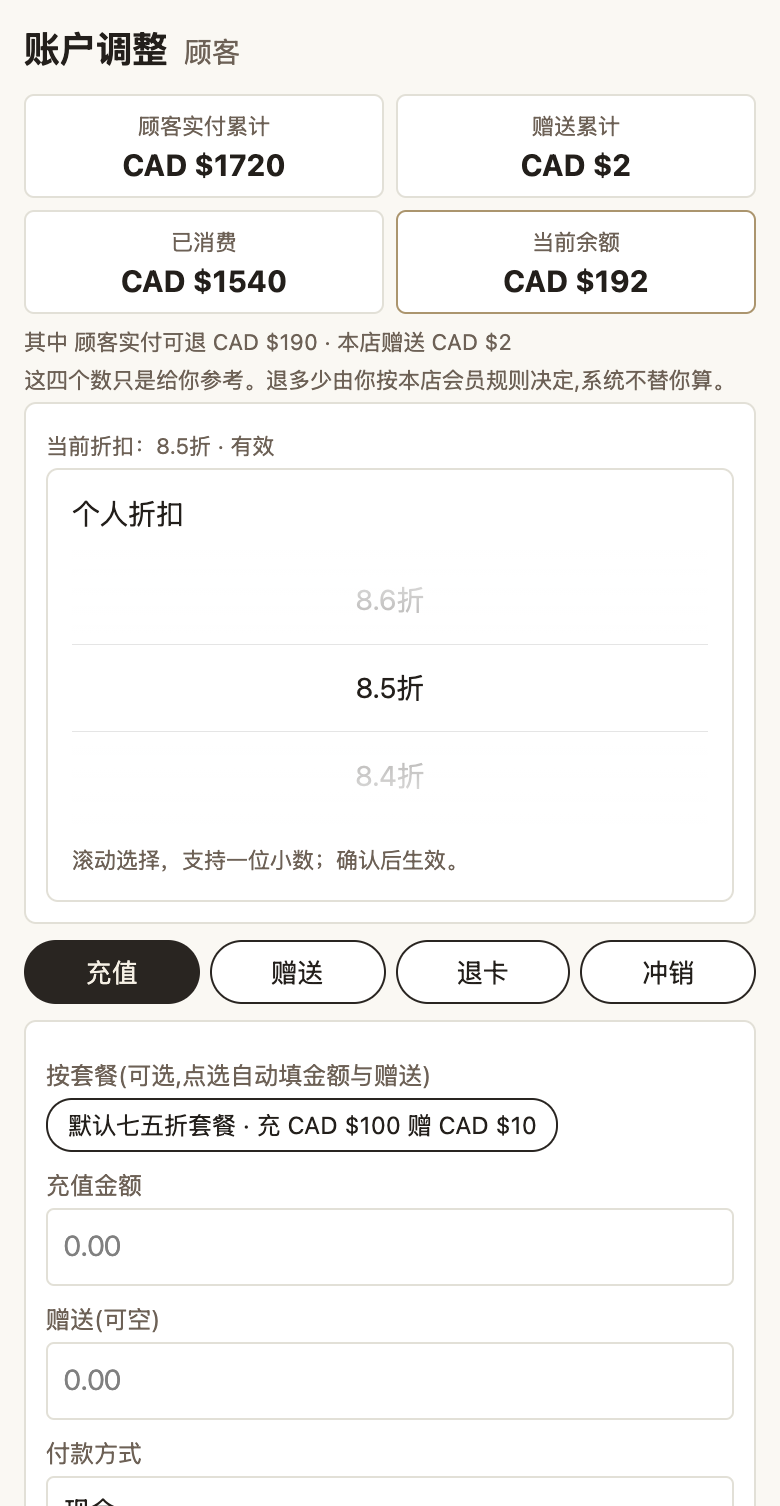 账户调整 顾客
顾客实付累计
CAD $1720
赠送累计
CAD $2
已消费
CAD $1540
当前余额
CAD $192
其中 顾客实付可退 CAD $190 · 本店赠送 CAD $2
这四个数只是给你参考。退多少由你按本店会员规则决定,系统不替你算。
当前折扣：8.5折 · 有效
个人折扣
8.6折
8.5折
8.4折
滚动选择，支持一位小数；确认后生效。
充值
赠送
退卡
冲销
按套餐(可选,点选自动填金额与赠送)
默认七五折套餐 · 充 CAD $100 赠 CAD $10
充值金额
0.00
赠送(可空)
0.00
付款方式